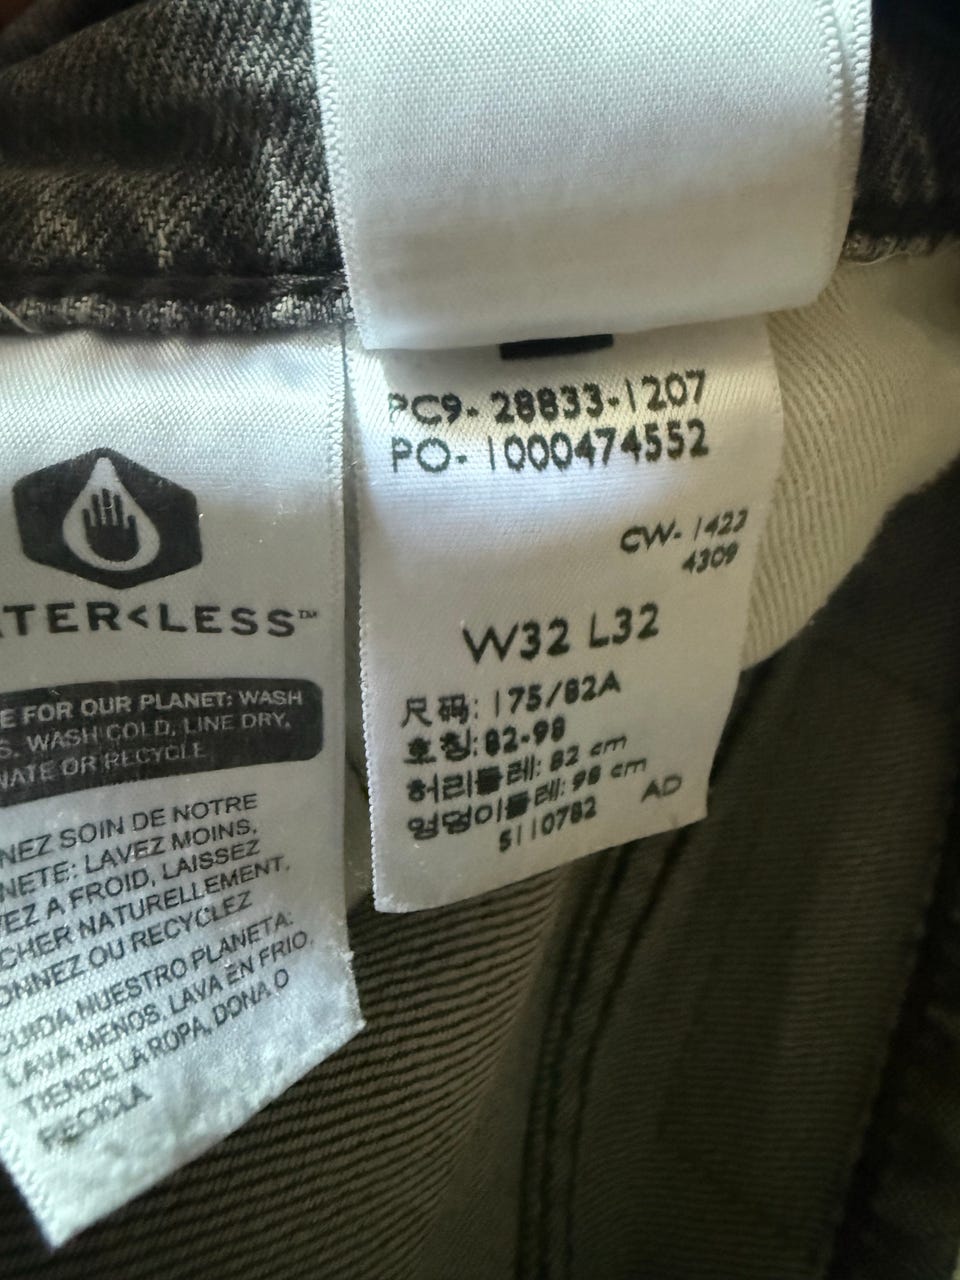 TER<LESS™
E FOR OUR PLANET: WASH
S, WASH COLD, LINE DRY,
NATE OR RECYCLE
NEZ SOIN DE NOTRE
NETE: LAVEZ MOINS,
EZ A FROID, LAISSEZ
CHER NATURELLEMENT,
ONNEZ OU RECYCLEZ
CUIDA NUESTRO PLANETA:
LAVA MENOS, LAVA EN FRIO,
TIENDE LA ROPA, DONA O
RECICLA
PC9- 28833-1207
PO- 1000474552
CW- 1422
4309
W32 L32
尺码: 175/82A
호칭: 82-98
허리둘레: 82 cm
엉덩이둘레: 98 cm
AD
5110782